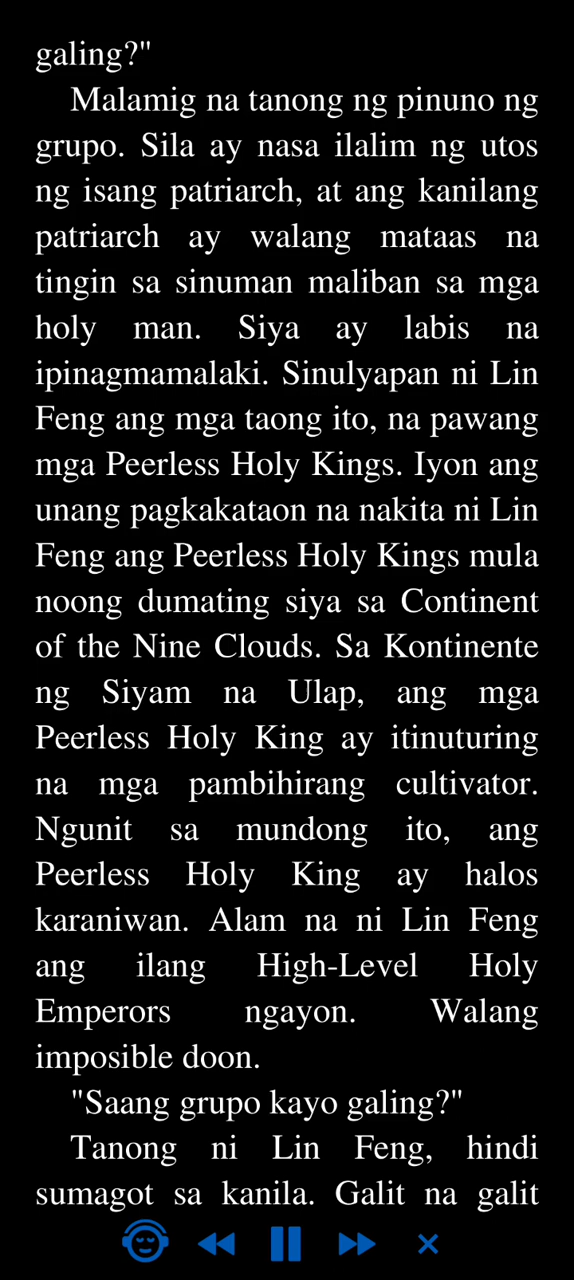 galing?"
Malamig na tanong ng pinuno ng
grupo. Sila ay nasa ilalim ng utos
ng isang patriarch, at ang kanilang
patriarch ay walang mataas na
tingin sa sinuman maliban sa mga
holy man. Siya ay labis na
ipinagmamalaki. Sinulyapan ni Lin
Feng ang mga taong ito, na pawang
mga Peerless Holy Kings. Iyon ang
unang pagkakataon na nakita ni Lin
Feng ang Peerless Holy Kings mula
noong dumating siya sa Continent
of the Nine Clouds. Sa Kontinente
ng Siyam na Ulap, ang mga
Peerless Holy King ay itinuturing
na mga pambihirang cultivator.
Ngunit sa mundong ito, ang
Peerless Holy King ay halos
karaniwan. Alam na ni Lin Feng
ang ilang High-Level Holy
Emperors ngayon. Walang
imposible doon.
"Saang grupo kayo galing?"
Tanong ni Lin Feng, hindi
sumagot sa kanila. Galit na galit